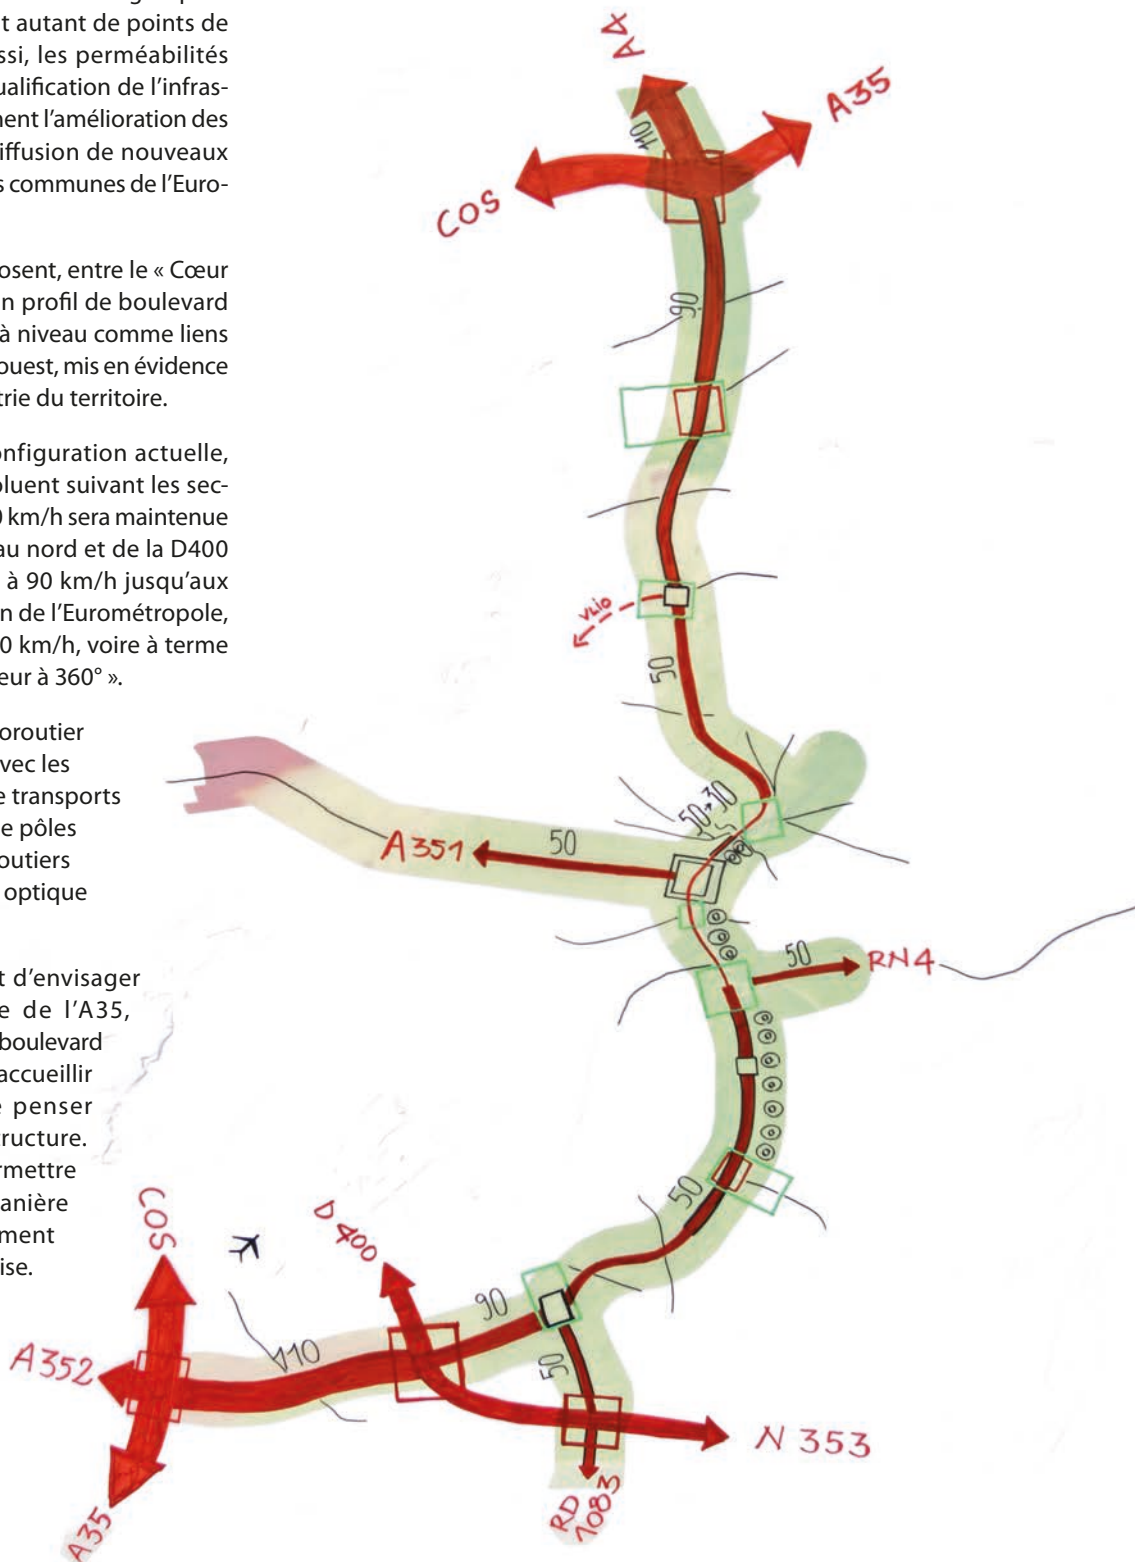 t autant de points de
ssi, les perméabilités
ualification de l’infras-
nent l’amélioration des
iffusion de nouveaux
s communes de l’Euro-
osent, entre le « Cœur
n profil de boulevard
à niveau comme liens
ouest, mis en évidence
trie du territoire.
onfiguration actuelle,
oluent suivant les sec-
0 km/h sera maintenue
au nord et de la D400
à 90 km/h jusqu’aux
n de l’Eurométropole,
0 km/h, voire à terme
eur à 360° ».
oroutier
vec les
e transports
e pôles
outiers
optique
t d’envisager
e de l’A35,
boulevard
accueillir
e penser
tructure.
rmettre
anière
ment
ise.
A4
A35
110
COS
90
VLIO
50
50→30
A351
50
50
RN4
50
COS
D400
90
A352
110
50
N 353
RD
1083
A35